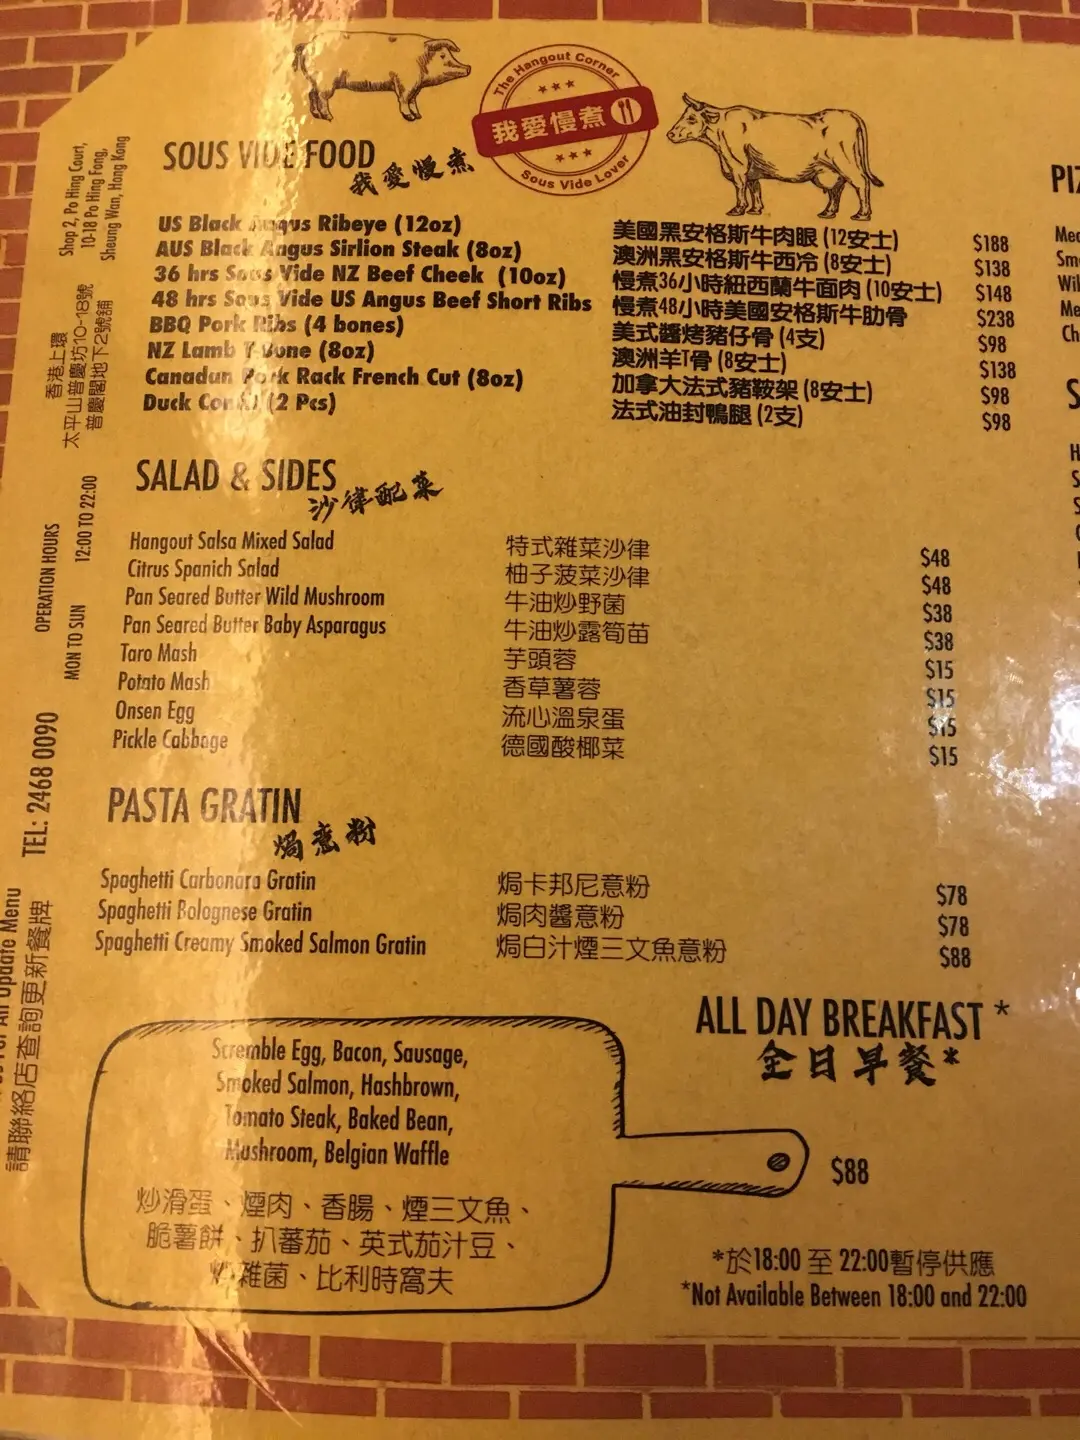 The Hangout Corner
我愛慢煮
Sous Vide Lover
SOUS VIDE FOOD
我愛慢煮
US Black Angus Ribeye (12oz) 美國黑安格斯牛肉眼 (12安士) $188
AUS Black Angus Sirlion Steak (8oz) 澳洲黑安格斯牛西冷 (8安士) $138
36 hrs Sous Vide NZ Beef Cheek (10oz) 慢煮36小時紐西蘭牛面肉 (10安士) $148
48 hrs Sous Vide US Angus Beef Short Ribs 慢煮48小時美國安格斯牛肋骨 $238
BBQ Pork Ribs (4 bones) 美式醬烤豬仔骨 (4支) $98
NZ Lamb T-Bone (8oz) 澳洲羊T骨 (8安士) $138
Canadan Pork Rack French Cut (8oz) 加拿大法式豬鞍架 (8安士) $98
Duck Confit (2 Pcs) 法式油封鴨腿 (2支) $98
SALAD & SIDES
沙律配菜
Hangout Salsa Mixed Salad 特式雜菜沙律 $48
Citrus Spanich Salad 柚子菠菜沙律 $48
Pan Seared Butter Wild Mushroom 牛油炒野菌 $38
Pan Seared Butter Baby Asparagus 牛油炒露筍苗 $38
Taro Mash 芋頭蓉 $15
Potato Mash 香草薯蓉 $15
Onsen Egg 流心溫泉蛋 $15
Pickle Cabbage 德國酸椰菜 $15
PASTA GRATIN
焗意粉
Spaghetti Carbonara Gratin 焗卡邦尼意粉 $78
Spaghetti Bolognese Gratin 焗肉醬意粉 $78
Spaghetti Creamy Smoked Salmon Gratin 焗白汁煙三文魚意粉 $88
ALL DAY BREAKFAST *
全日早餐*
Scremble Egg, Bacon, Sausage,
Smoked Salmon, Hashbrown,
Tomato Steak, Baked Bean,
Mushroom, Belgian Waffle
炒滑蛋、煙肉、香腸、煙三文魚、
脆薯餅、扒蕃茄、英式茄汁豆、
炒雜菌、比利時窩夫
$88
*於18:00 至 22:00暫停供應
*Not Available Between 18:00 and 22:00
Shop 2, Po Hing Court,
10-18 Po Hing Fong,
Sheung Wan, Hong Kong
香港上環
太平山普慶坊10-18號
普慶閣地下2號舖
OPERATION HOURS
MON TO SUN 12:00 TO 22:00
TEL: 2468 0090
Update Menu
請聯絡店查詢更新餐牌